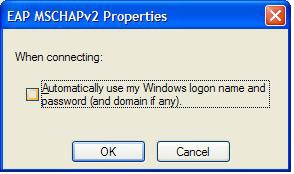 EAP MSCHAPv2 Properties
When connecting:
Automatically use my Windows logon name and
password (and domain if any).
OK
Cancel